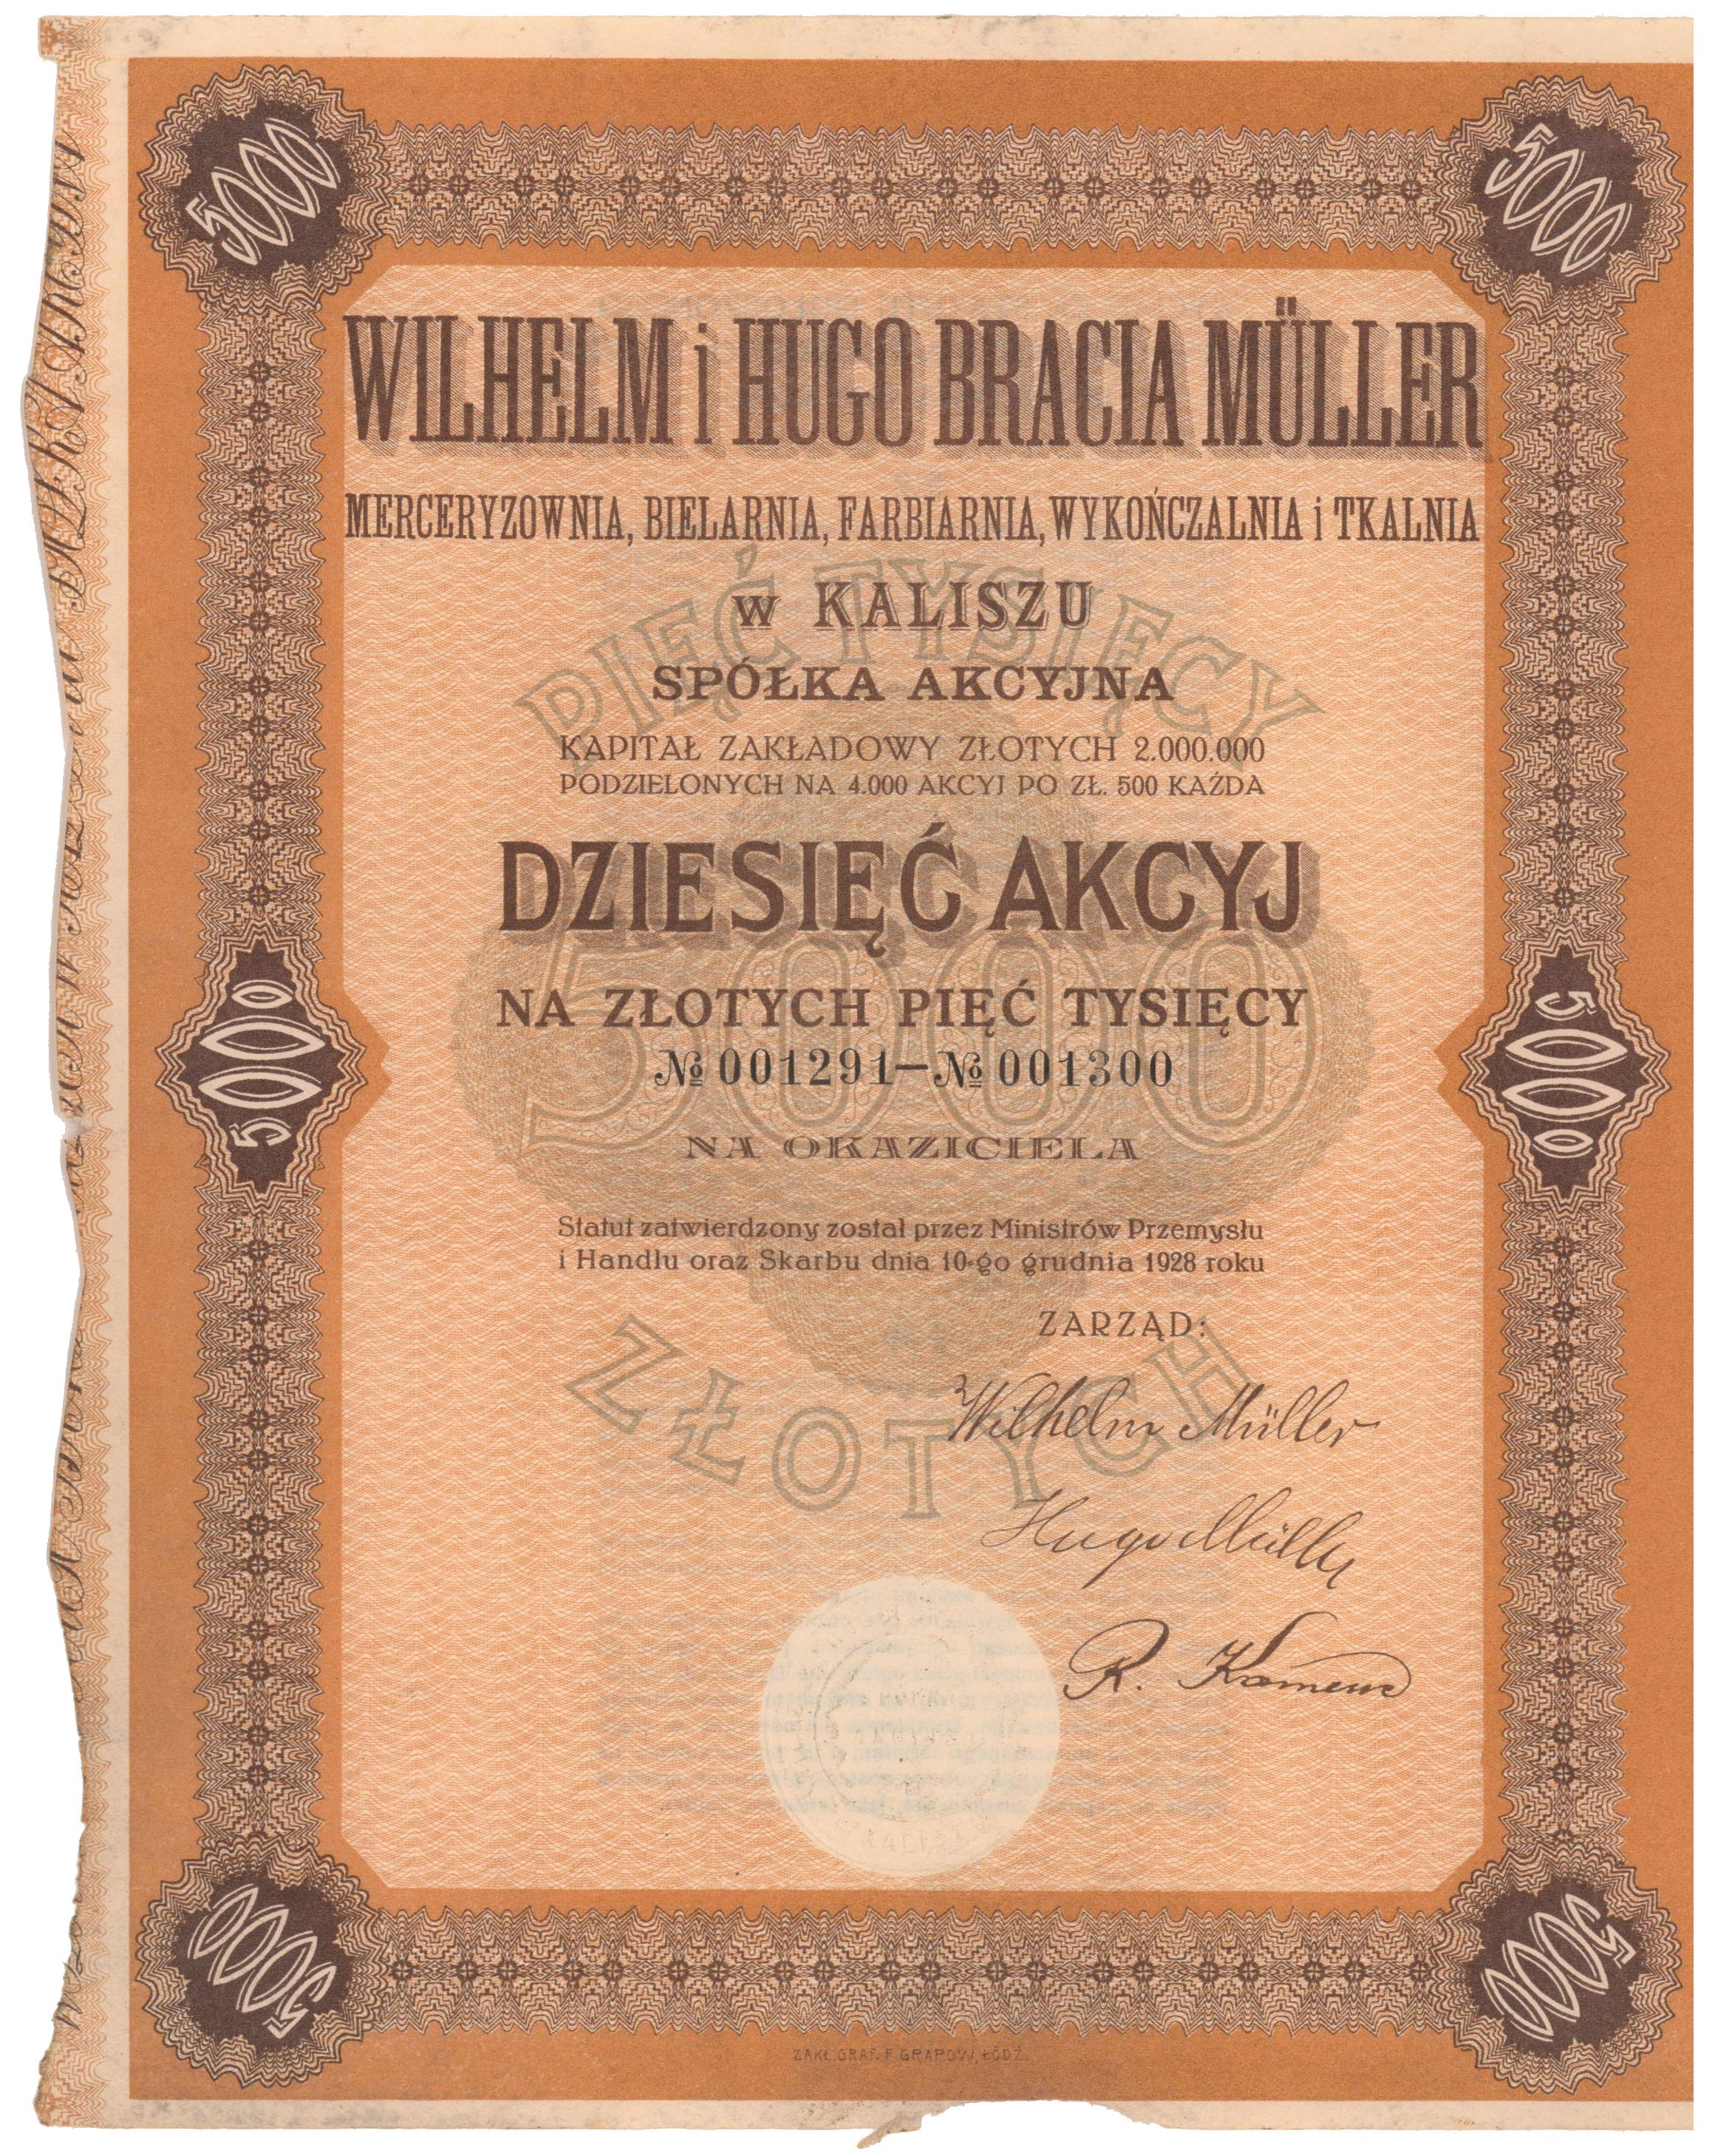 5000
5000
WILHELM i HUGO BRACIA MÜLLER
MERCERYZOWNIA, BIELARNIA, FARBIARNIA, WYKOŃCZALNIA i TKALNIA
w KALISZU
PIĘĆ TYSIĘCY
SPÓŁKA AKCYJNA
KAPITAŁ ZAKŁADOWY ZŁOTYCH 2.000.000
PODZIELONYCH NA 4.000 AKCYJ PO ZŁ. 500 KAŻDA
DZIESIĘĆ AKCYJ
5000
NA ZŁOTYCH PIĘĆ TYSIĘCY
5000
5000
№ 001291—№ 001300
NA OKAZICIELA
Statut zatwierdzony został przez Ministrów Przemysłu
i Handlu oraz Skarbu dnia 10-go grudnia 1928 roku
ZARZĄD:
ZŁOTYCH
Wilhelm Müller
Hugo Müller
R.
5000
5000
ZAKŁ. GRAF. F. GRAPOW, ŁÓDŹ.